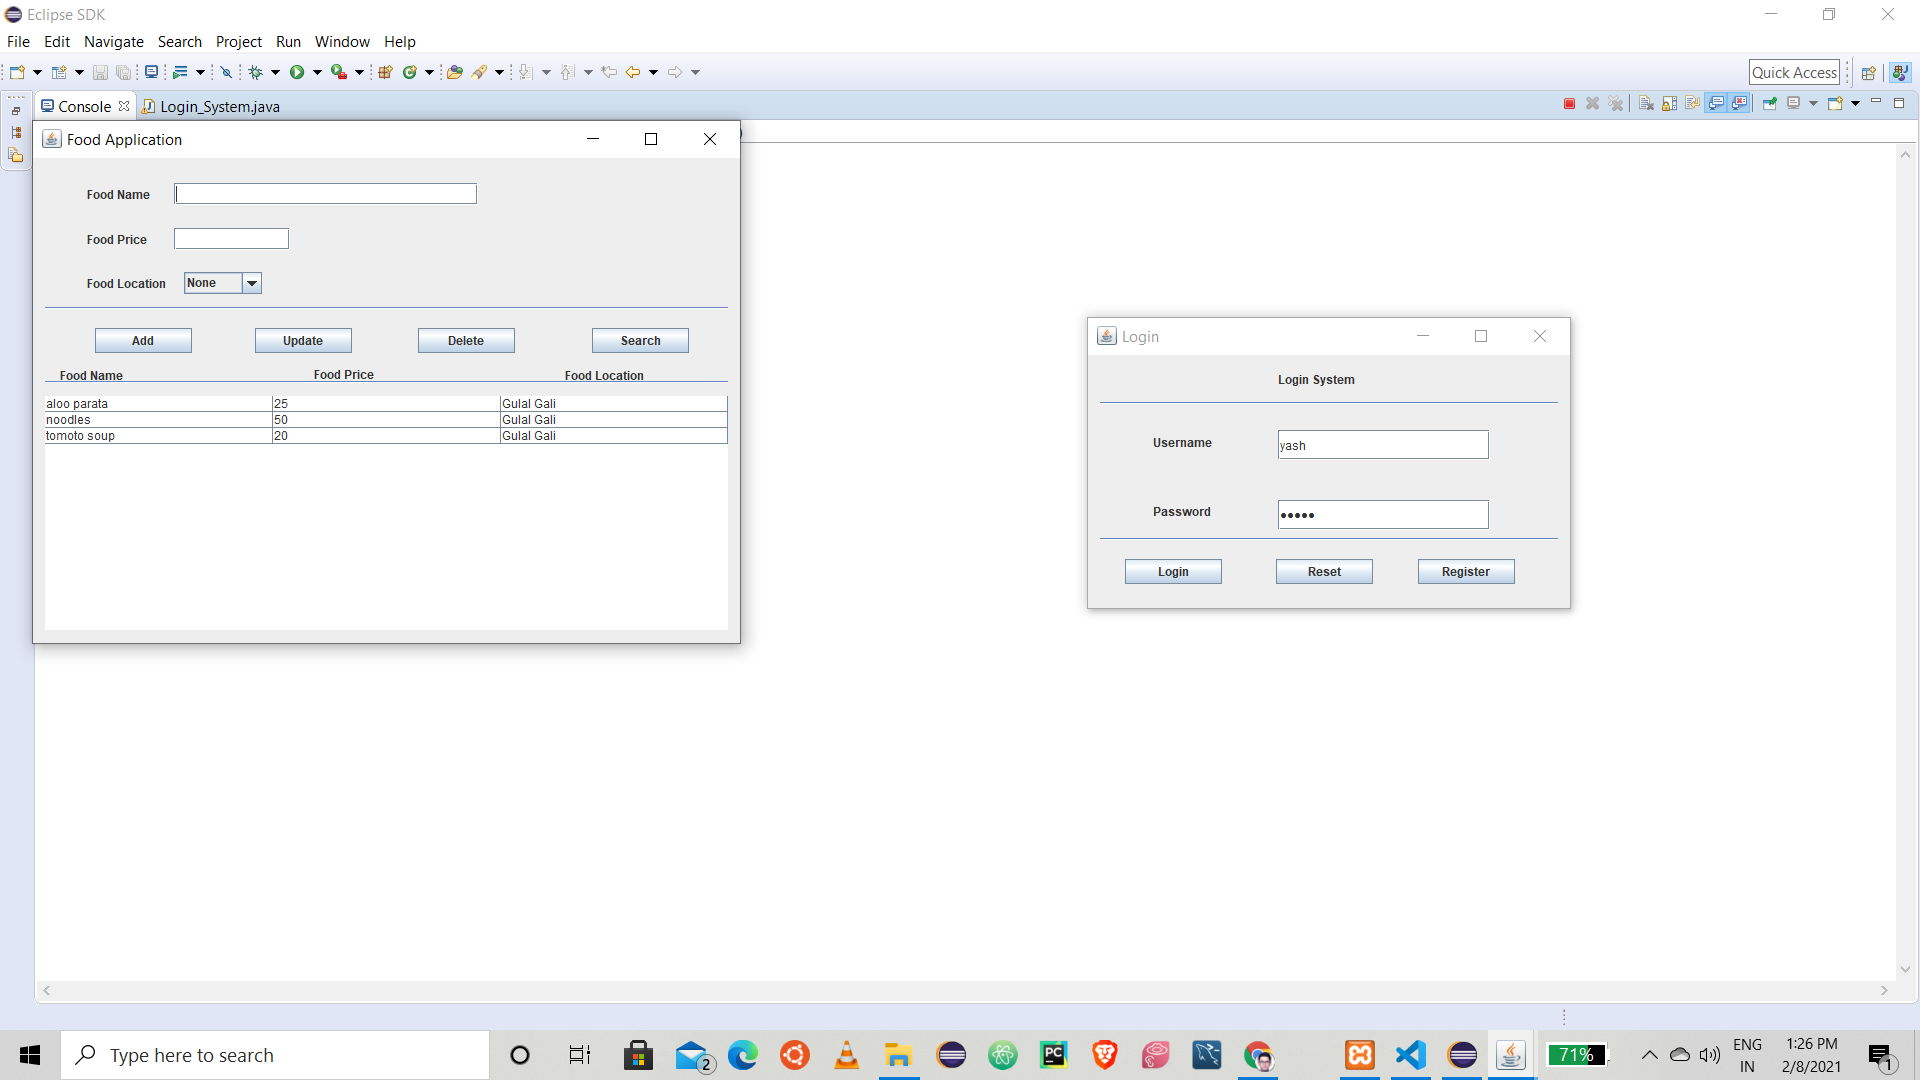 Eclipse SDK
File Edit Navigate Search Project Run Window Help
Quick Access
Console Login_System.java
Food Application
Food Name
Food Price
Food Location None
Add Update Delete Search
Food Name Food Price Food Location
aloo parata 25 Gulal Gali
noodles 50 Gulal Gali
tomoto soup 20 Gulal Gali
Login
Login System
Username yash
Password •••••
Login Reset Register
Type here to search
2
PC
71%
ENG
IN
1:26 PM
2/8/2021
1